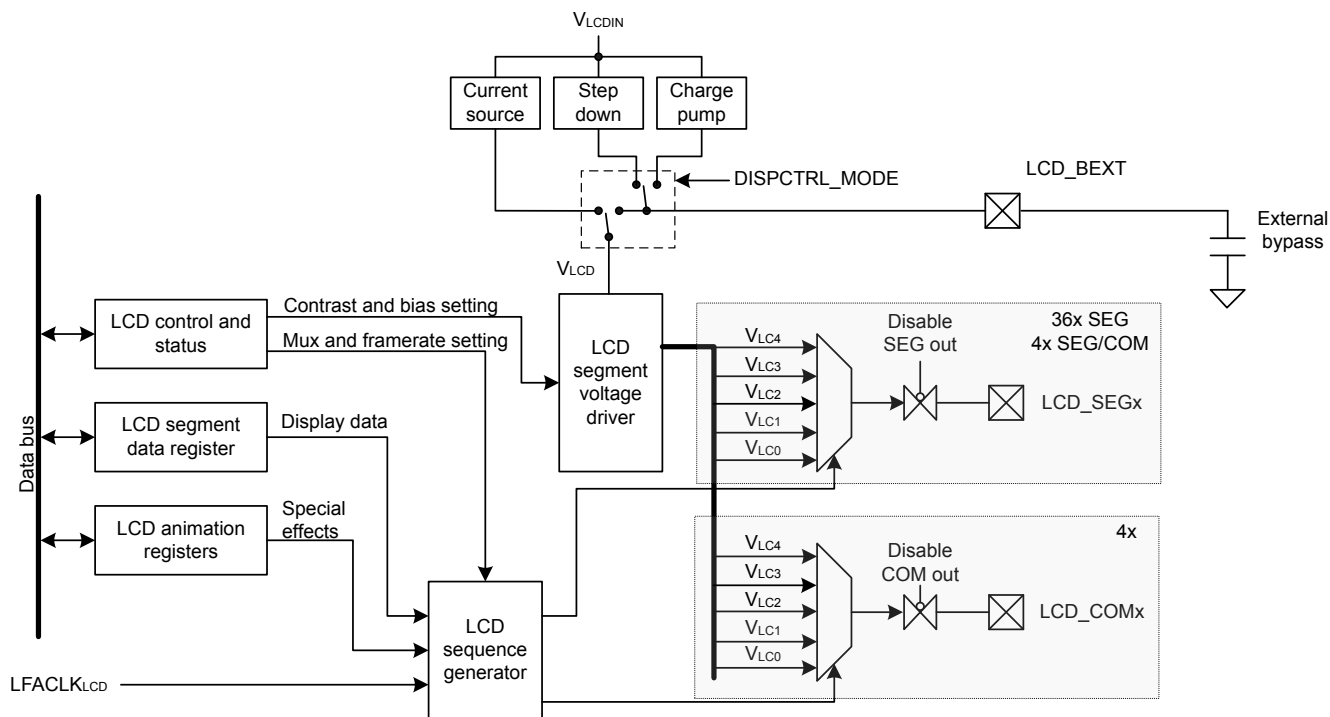 VLCDIN
Current
source
Step
down
Charge
pump
DISPCTRL_MODE
LCD_BEXT
External
bypass
VLCD
Data bus
LCD control and
status
Contrast and bias setting
Mux and framerate setting
LCD
segment
voltage
driver
36x SEG
4x SEG/COM
Disable
SEG out
VLC4
VLC3
VLC2
VLC1
VLC0
LCD_SEGx
LCD segment
data register
Display data
LCD animation
registers
Special
effects
4x
Disable
COM out
VLC4
VLC3
VLC2
VLC1
VLC0
LCD_COMx
LCD
sequence
generator
LFACLKLCD